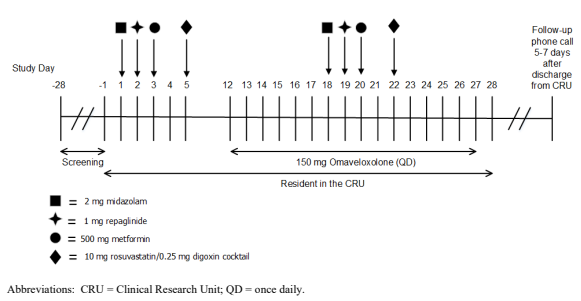 Follow-up
phone call
5-7 days
after
discharge
from CRU
Study Day
-28 -1 1 2 3 4 5 12 13 14 15 16 17 18 19 20 21 22 23 24 25 26 27 28
Screening
150 mg Omaveloxolone (QD)
Resident in the CRU
= 2 mg midazolam
= 1 mg repaglinide
= 500 mg metformin
= 10 mg rosuvastatin/0.25 mg digoxin cocktail
Abbreviations: CRU = Clinical Research Unit; QD = once daily.